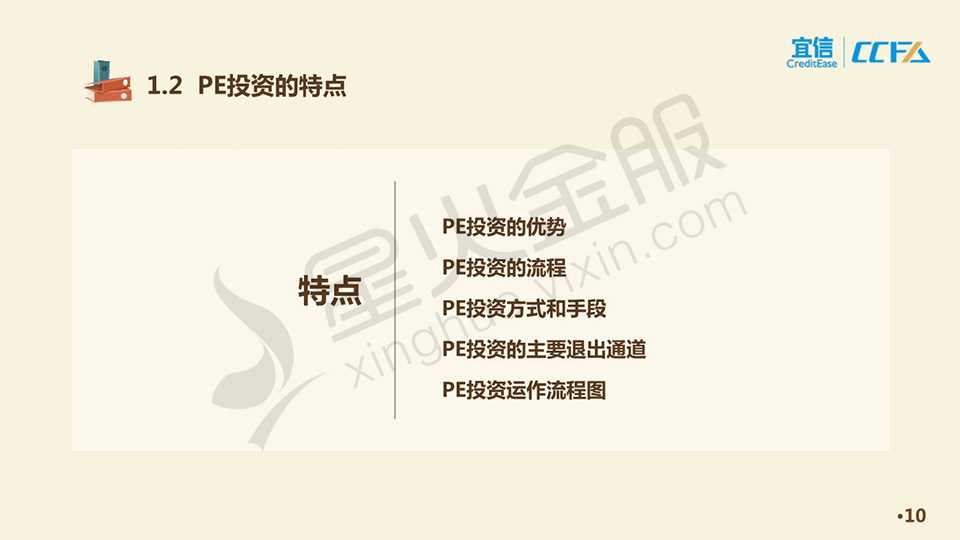 宜信
CreditEase
CCFA
1.2 PE投资的特点
特点
PE投资的优势
PE投资的流程
PE投资方式和手段
PE投资的主要退出通道
PE投资运作流程图
星火金服
xinghuo.yixin.com
•10